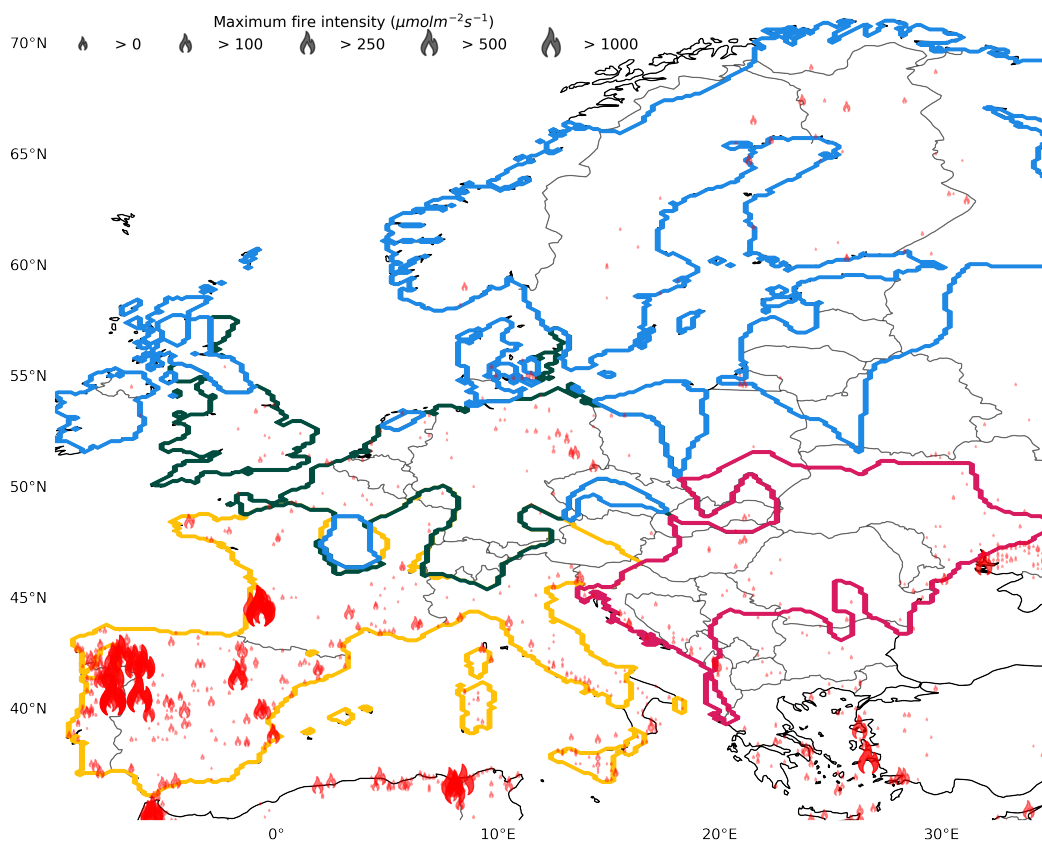 Maximum fire intensity (μmolm⁻²s⁻¹)
> 0 > 100 > 250 > 500 > 1000
70°N
65°N
60°N
55°N
50°N
45°N
40°N
0° 10°E 20°E 30°E